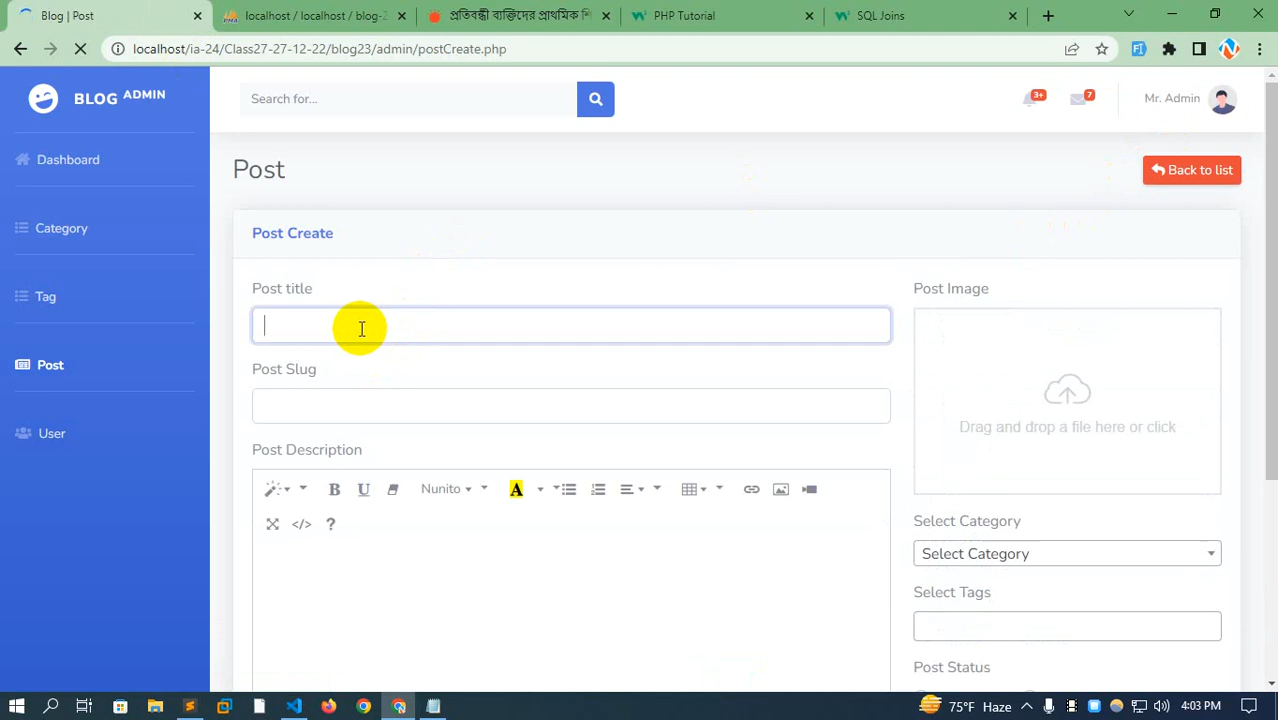 Blog | Post
localhost / localhost / blog-2
প্রতিবন্ধী ব্যক্তিদের প্রাথমিক শি
PHP Tutorial
SQL Joins
localhost/ia-24/Class27-27-12-22/blog23/admin/postCreate.php
BLOG ADMIN
Search for...
3+
7
Mr. Admin
Dashboard
Category
Tag
Post
User
Post
Back to list
Post Create
Post title
Post Slug
Post Description
Nunito
A
B
U
</>
?
Post Image
Drag and drop a file here or click
Select Category
Select Category
Select Tags
Post Status
75°F Haze
4:03 PM